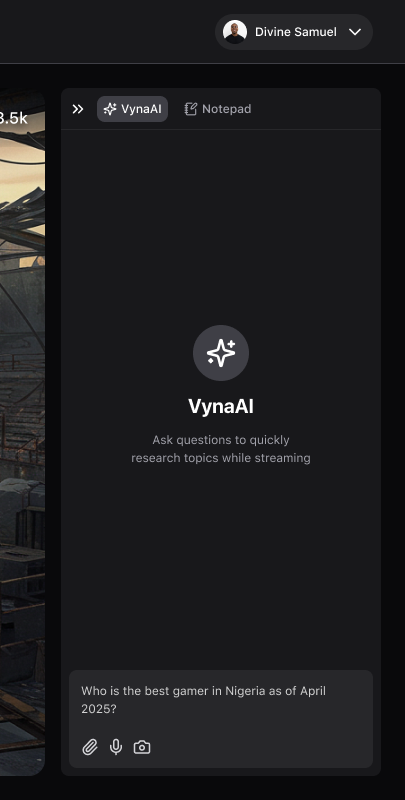 Divine Samuel
3.5k
VynaAI
Notepad
VynaAI
Ask questions to quickly
research topics while streaming
Who is the best gamer in Nigeria as of April
2025?